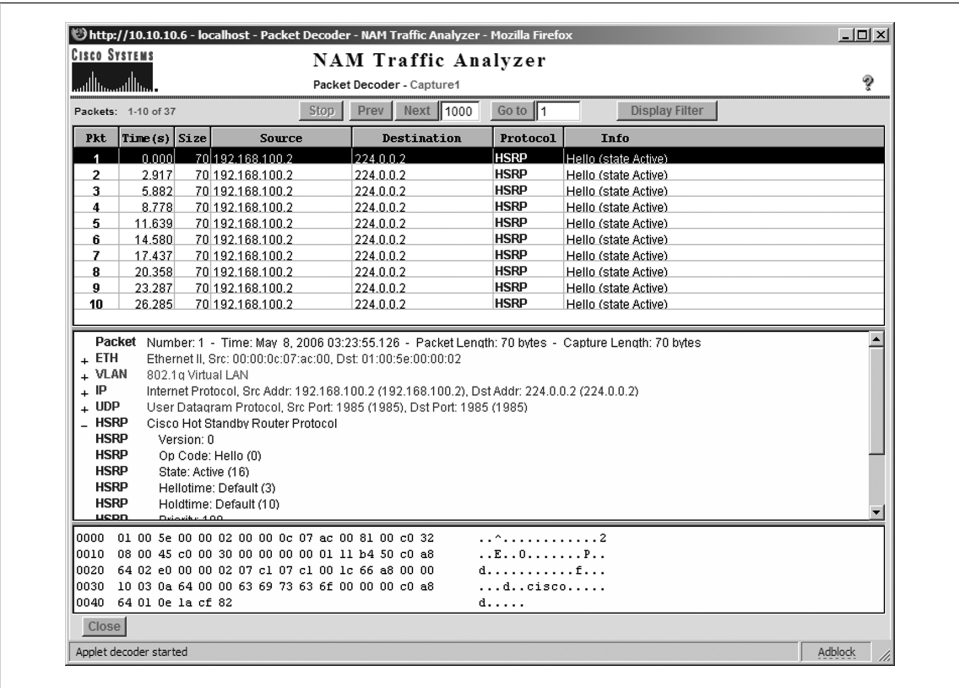 http://10.10.10.6 - localhost - Packet Decoder - NAM Traffic Analyzer - Mozilla Firefox
CISCO SYSTEMS
NAM Traffic Analyzer
Packet Decoder - Capture1
Packets: 1-10 of 37 Stop Prev Next 1000 Go to 1 Display Filter
Pkt Time(s) Size Source Destination Protocol Info
1 0.000 70 192.168.100.2 224.0.0.2 HSRP Hello (state Active)
2 2.917 70 192.168.100.2 224.0.0.2 HSRP Hello (state Active)
3 5.882 70 192.168.100.2 224.0.0.2 HSRP Hello (state Active)
4 8.778 70 192.168.100.2 224.0.0.2 HSRP Hello (state Active)
5 11.639 70 192.168.100.2 224.0.0.2 HSRP Hello (state Active)
6 14.580 70 192.168.100.2 224.0.0.2 HSRP Hello (state Active)
7 17.437 70 192.168.100.2 224.0.0.2 HSRP Hello (state Active)
8 20.358 70 192.168.100.2 224.0.0.2 HSRP Hello (state Active)
9 23.287 70 192.168.100.2 224.0.0.2 HSRP Hello (state Active)
10 26.285 70 192.168.100.2 224.0.0.2 HSRP Hello (state Active)
Packet Number: 1 - Time: May 8, 2006 03:23:55.126 - Packet Length: 70 bytes - Capture Length: 70 bytes
+ ETH Ethernet II, Src: 00:00:0c:07:ac:00, Dst: 01:00:5e:00:00:02
+ VLAN 802.1q Virtual LAN
+ IP Internet Protocol, Src Addr: 192.168.100.2 (192.168.100.2), Dst Addr: 224.0.0.2 (224.0.0.2)
+ UDP User Datagram Protocol, Src Port: 1985 (1985), Dst Port: 1985 (1985)
- HSRP Cisco Hot Standby Router Protocol
HSRP Version: 0
HSRP Op Code: Hello (0)
HSRP State: Active (16)
HSRP Hellotime: Default (3)
HSRP Holdtime: Default (10)
HSRP Priority: 100
0000 01 00 5e 00 00 02 00 00 0c 07 ac 00 81 00 c0 32 ..^............2
0010 08 00 45 c0 00 30 00 00 00 00 01 11 b4 50 c0 a8 ..E..0.......P..
0020 64 02 e0 00 00 02 07 c1 07 c1 00 1c 66 a8 00 00 d...........f...
0030 10 03 0a 64 00 00 63 69 73 63 6f 00 00 00 c0 a8 ...d..cisco.....
0040 64 01 0e 1a cf 82 d.....
Close
Applet decoder started Adblock